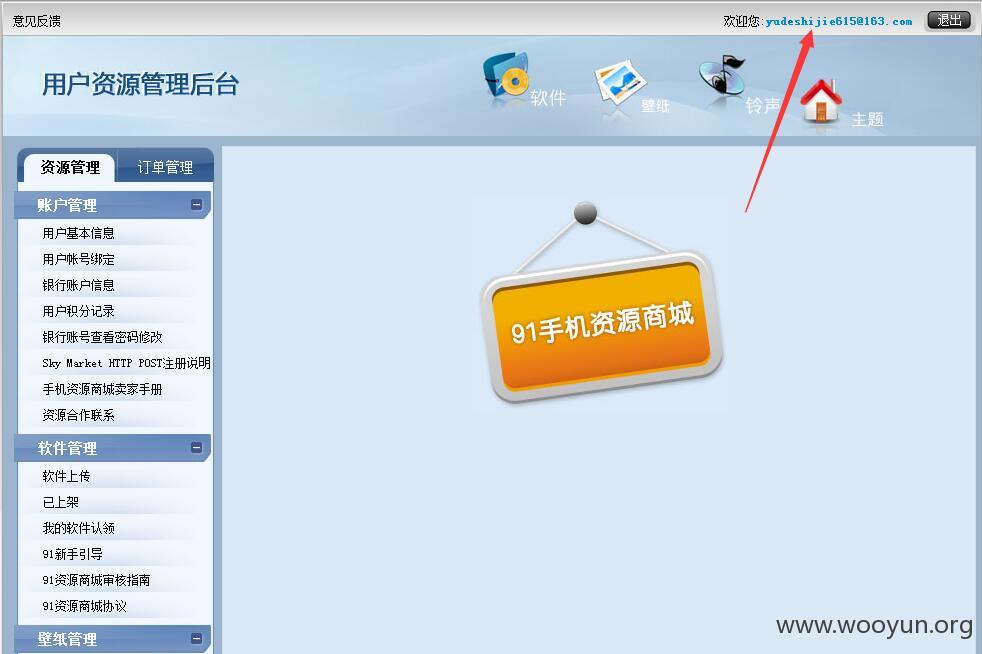 意见反馈
欢迎您:yudeshijie615@163.com 退出
用户资源管理后台
软件
壁纸
铃声
主题
资源管理 订单管理
账户管理
用户基本信息
用户帐号绑定
银行账户信息
用户积分记录
银行账号查看密码修改
Sky Market HTTP POST注册说明
手机资源商城卖家手册
资源合作联系
软件管理
软件上传
已上架
我的软件认领
91新手引导
91资源商城审核指南
91资源商城协议
壁纸管理
91手机资源商城
www.wooyun.org